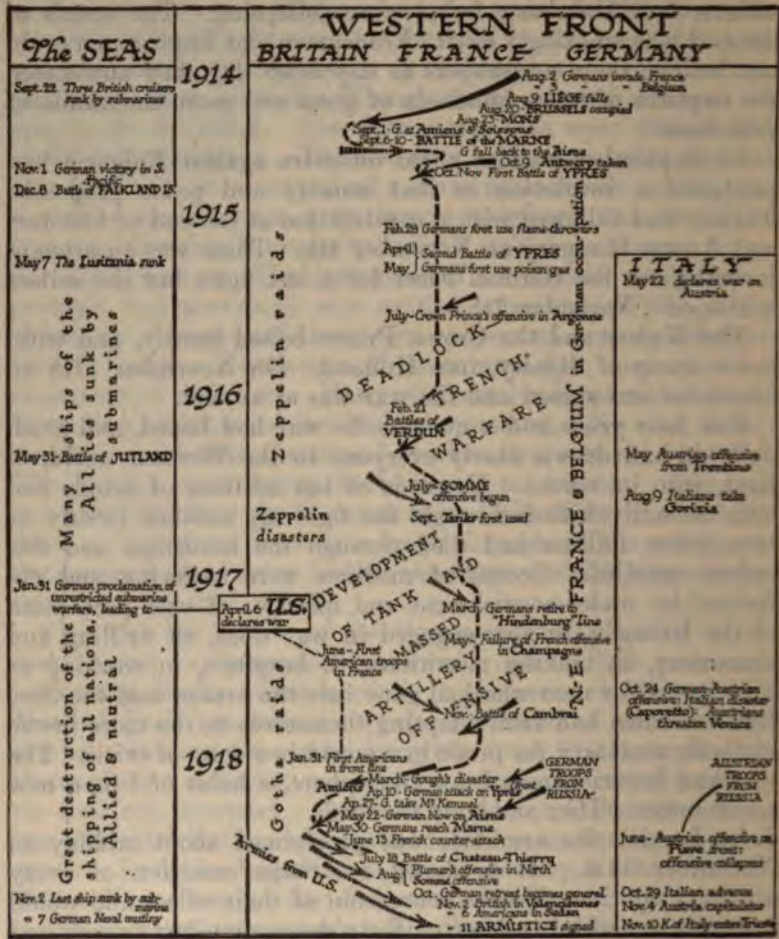 The SEAS
Sept. 22 Three British cruisers
sunk by submarines
Nov. 1 German victory in S.
Pacific
Dec. 8 Battle of FALKLAND IS.
May 7 The Lusitania sunk
Many ships of the
Allies sunk by
submarines
May 31-Battle of JUTLAND
Jan. 31 German proclamation of
unrestricted submarine
warfare, leading to
Great destruction of the
shipping of all nations,
Allied & neutral
Nov. 2 Last ship sunk by sub-
marine
" 7 German Naval mutiny
WESTERN FRONT
BRITAIN FRANCE GERMANY
1914
Aug. 2 Germans invade France
" 3 " " Belgium
Aug 9 LIÉGE falls
Aug. 20-BRUSSELS occupied
Aug. 23-MONS
Sept. 1-G. at Amiens & Soissons
Sept. 6-10-BATTLE of the MARNE
G fall back to the Aisne
Oct. 9 Antwerp taken
Oct. Nov First Battle of YPRES
1915
Feb. 28 Germans first use flame-throwers
April Second Battle of YPRES
May Germans first use poison gas
July-Crown Prince's offensive in Argonne
Zeppelin raids
DEADLOCK-
"TRENCH"
WARFARE
N.E. FRANCE & BELGIUM in German occupation
1916
Feb. 21
Battles of
VERDUN
July-SOMME
offensive begun
Sept. Tanks first used
Zeppelin
disasters
1917
April 6 U.S.
declares war
DEVELOPMENT
OF TANK AND
MASSED
ARTILLERY
OFFENSIVE
March Germans retire to
"Hindenburg" line
May-Failure of French offensive
in Champagne
June-First
American troops
in France
Nov. Battle of Cambrai
Gotha raids
1918
Jan. 31-First Americans
in front line
March-Gough's disaster
Amiens
Ap. 10-German attack on Ypres front
Ap. 27-G. take Mt Kemmel
May 22-German blow on Aisne
May 30-Germans reach Marne
June 13 French counter-attack
GERMAN
TROOPS
FROM
RUSSIA
July 18 Battle of Chateau-Thierry
Aug Plumer's offensive in North
Somme offensive
Armies from U.S.
Oct. German retreat becomes general
Nov. 2 British in Valenciennes
" 6 Americans in Sedan
" 11 ARMISTICE signed
ITALY
May 22 declares war on
Austria
May Austrian offensive
from Trentino
Aug 9 Italians take
Gorizia
Oct. 24 German-Austrian
offensive: Italian disaster
(Caporetto): Austrians
threaten Venice
AUSTRIAN
TROOPS
FROM
RUSSIA
June-Austrian offensive on
Piave front:
offensive collapses
Oct. 29 Italian advance
Nov. 4 Austria capitulates
Nov. 10 K. of Italy enters Trieste